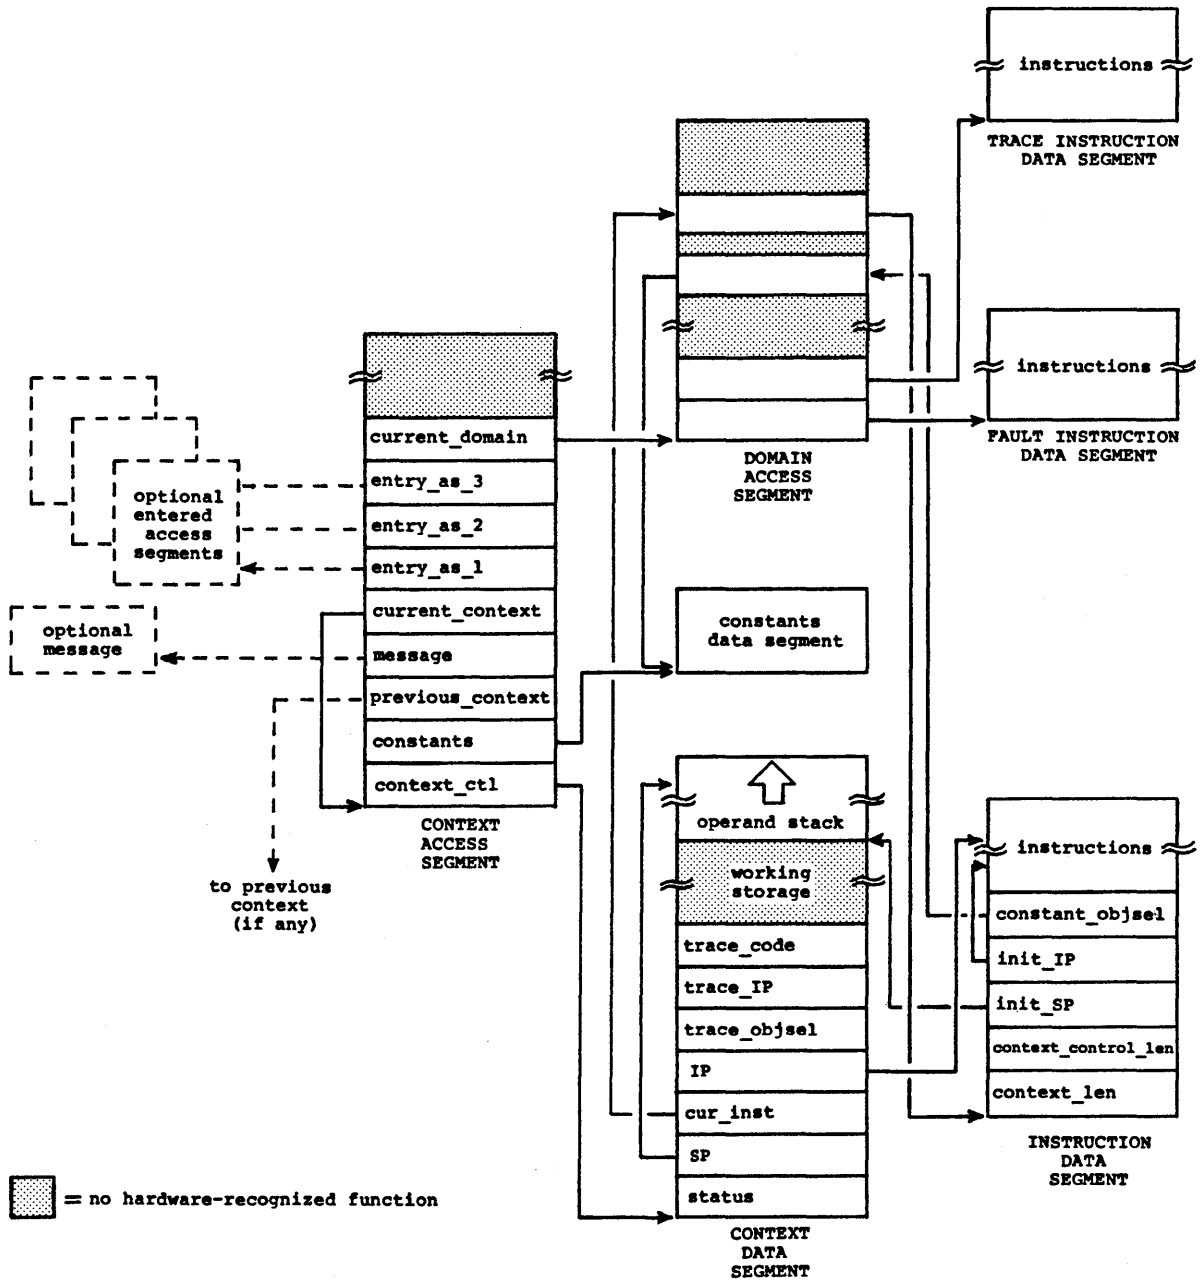 instructions
TRACE INSTRUCTION
DATA SEGMENT
instructions
FAULT INSTRUCTION
DATA SEGMENT
DOMAIN
ACCESS
SEGMENT
current_domain
entry_as_3
entry_as_2
entry_as_1
current_context
message
previous_context
constants
context_ctl
CONTEXT
ACCESS
SEGMENT
optional
entered
access
segments
optional
message
to previous
context
(if any)
constants
data segment
operand stack
working
storage
trace_code
trace_IP
trace_objsel
IP
cur_inst
SP
status
CONTEXT
DATA
SEGMENT
instructions
constant_objsel
init_IP
init_SP
context_control_len
context_len
INSTRUCTION
DATA
SEGMENT
= no hardware-recognized function